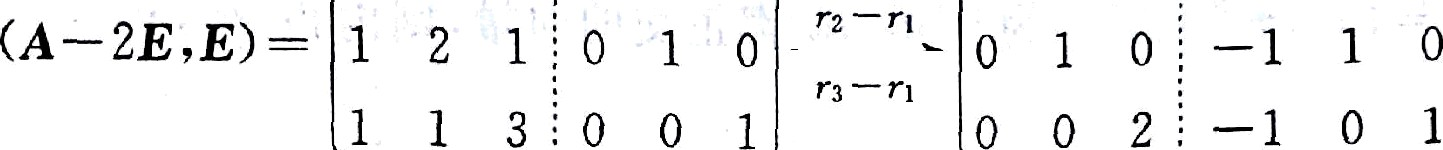 r₂−r₁
(A−2E,E)= 1 2 1 0 1 0 0 1 0 −1 1 0
r₃−r₁
1 1 3 0 0 1 0 0 2 −1 0 1